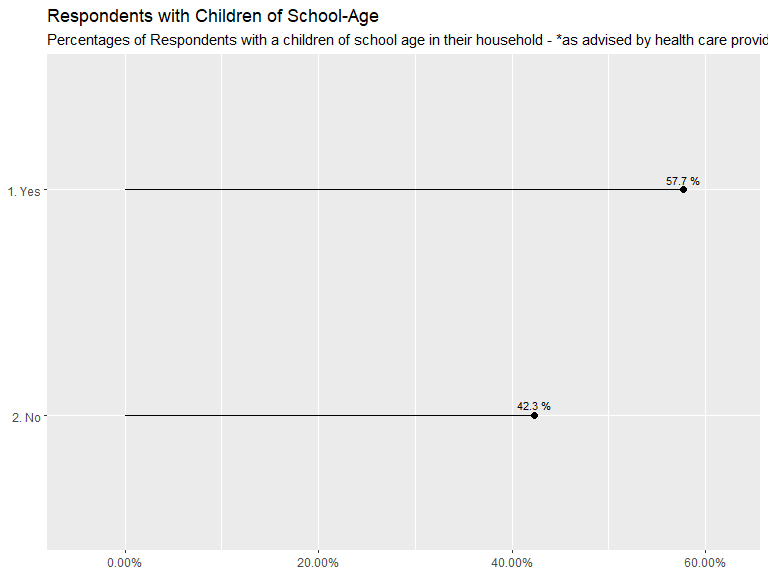 Respondents with Children of School-Age
Percentages of Respondents with a children of school age in their household - *as advised by health care provid
57.7 %
1. Yes
42.3 %
2. No
0.00%
20.00%
40.00%
60.00%